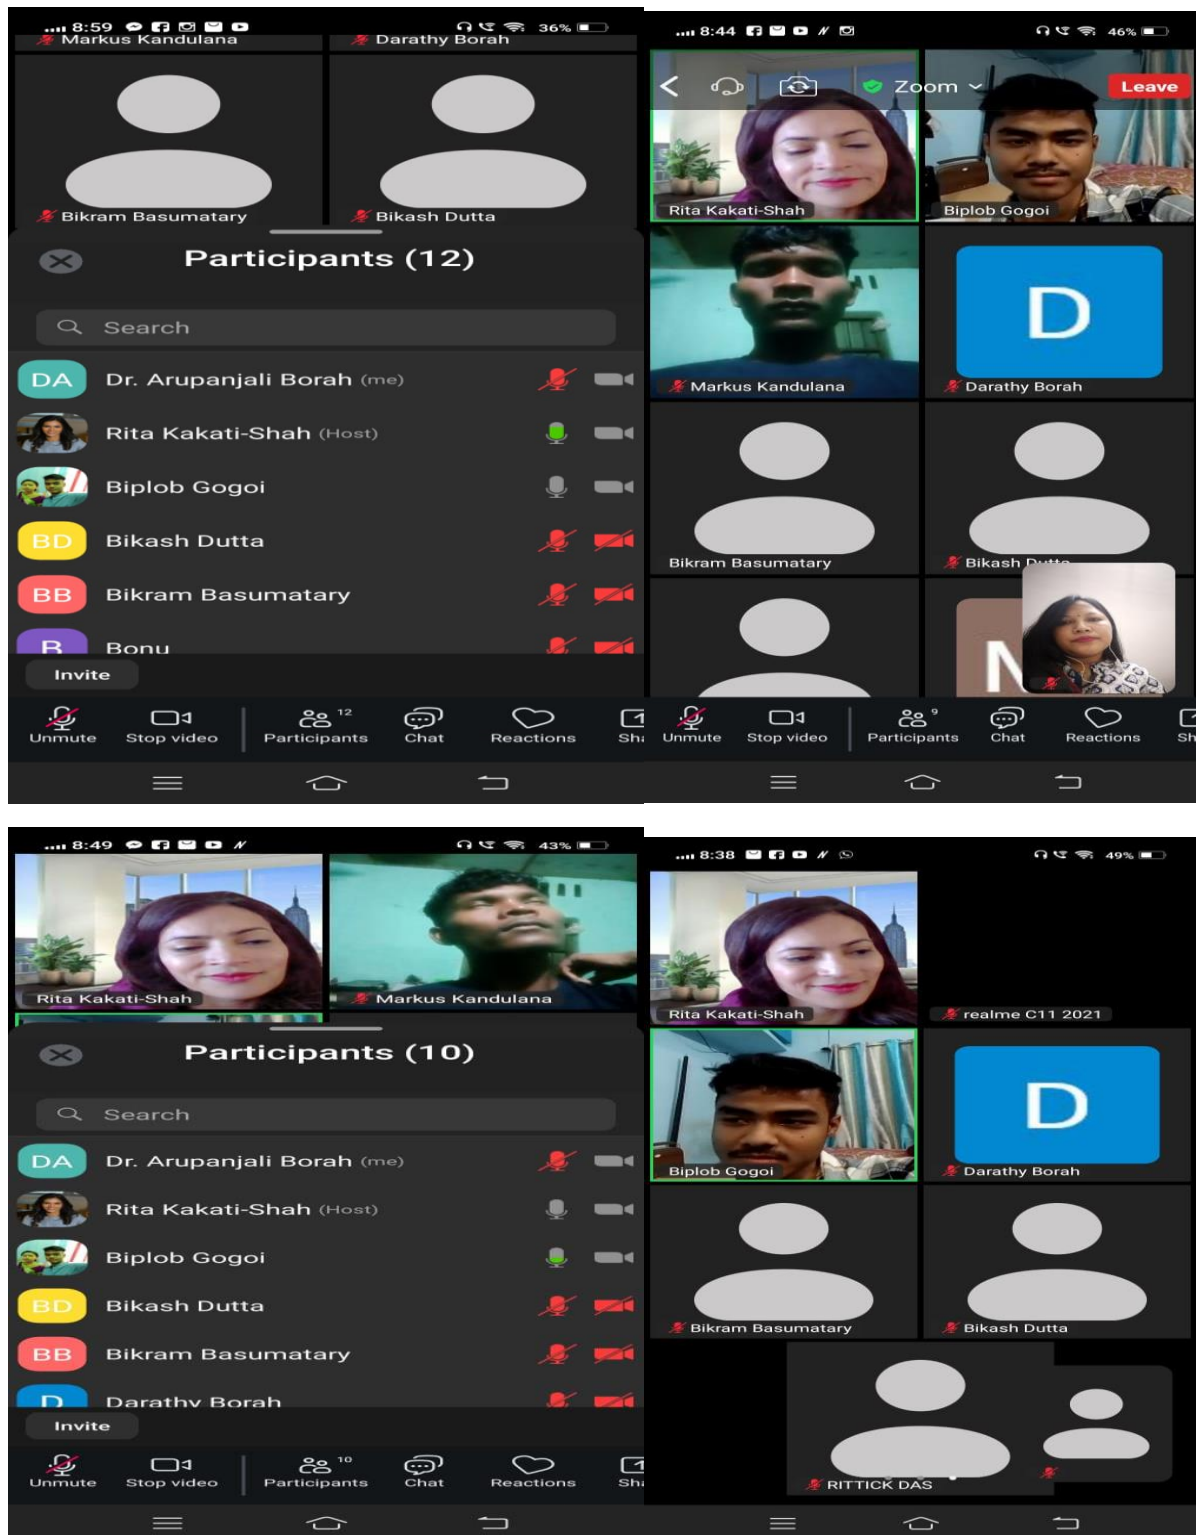 8:59
36%
Markus Kandulana
Darathy Borah
Bikram Basumatary
Bikash Dutta
Participants (12)
Search
DA
Dr. Arupanjali Borah (me)
Rita Kakati-Shah (Host)
Biplob Gogoi
BD
Bikash Dutta
BB
Bikram Basumatary
B
Bonu
Invite
12
Unmute
Stop video
Participants
Chat
Reactions
Sha
8:44
46%
Zoom
Leave
Rita Kakati-Shah
Biplob Gogoi
D
Markus Kandulana
Darathy Borah
Bikram Basumatary
Bikash Dutta
9
Unmute
Stop video
Participants
Chat
Reactions
Sh
8:49
43%
Rita Kakati-Shah
Markus Kandulana
Participants (10)
Search
DA
Dr. Arupanjali Borah (me)
Rita Kakati-Shah (Host)
Biplob Gogoi
BD
Bikash Dutta
BB
Bikram Basumatary
D
Darathy Borah
Invite
10
Unmute
Stop video
Participants
Chat
Reactions
Sha
8:38
49%
Rita Kakati-Shah
realme C11 2021
D
Biplob Gogoi
Darathy Borah
Bikram Basumatary
Bikash Dutta
RITTICK DAS